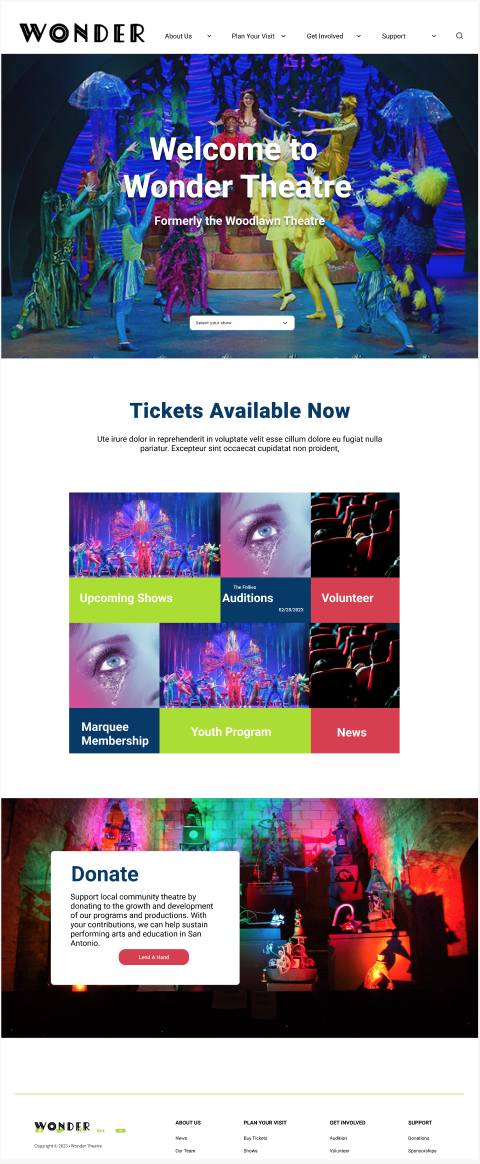 WONDER
About Us
Plan Your Visit
Get Involved
Support
Welcome to
Wonder Theatre
Formerly the Woodlawn Theatre
Select your show
Tickets Available Now
Ute irure dolor in reprehenderit in voluptate velit esse cillum dolore eu fugiat nulla
pariatur. Excepteur sint occaecat cupidatat non proident,
Upcoming Shows
The Follies
Auditions
02/28/2023
Volunteer
Marquee
Membership
Youth Program
News
Donate
Support local community theatre by
donating to the growth and development
of our programs and productions. With
your contributions, we can help sustain
performing arts and education in San
Antonio.
Lend A Hand
WONDER
Copyright © 2023 • Wonder Theatre
ABOUT US
News
Our Team
PLAN YOUR VISIT
Buy Tickets
Shows
GET INVOLVED
Audition
Volunteer
SUPPORT
Donations
Sponsorships